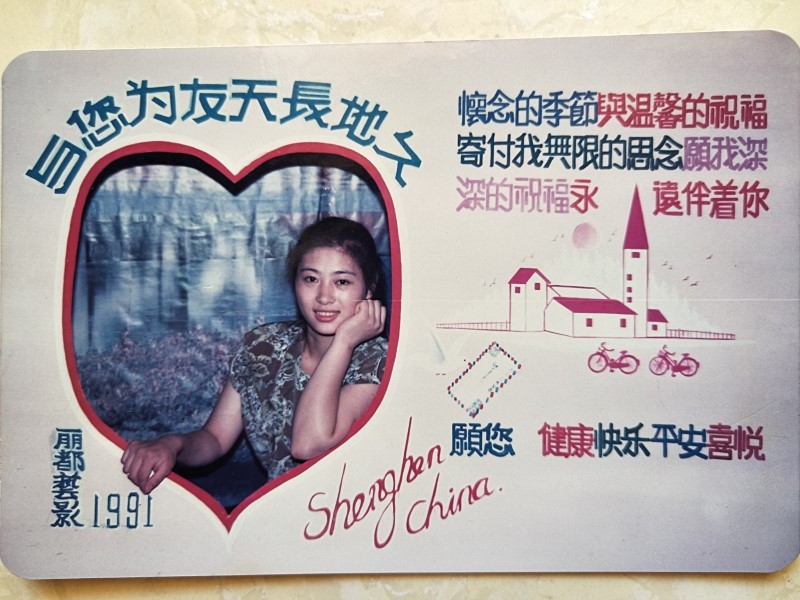 与您为友天長地久
懷念的季節與温馨的祝福
寄付我無限的思念願我深
深的祝福永 遠伴着你
願您 健康快乐平安喜悦
丽都藝影 1991
Shenzhen
China.